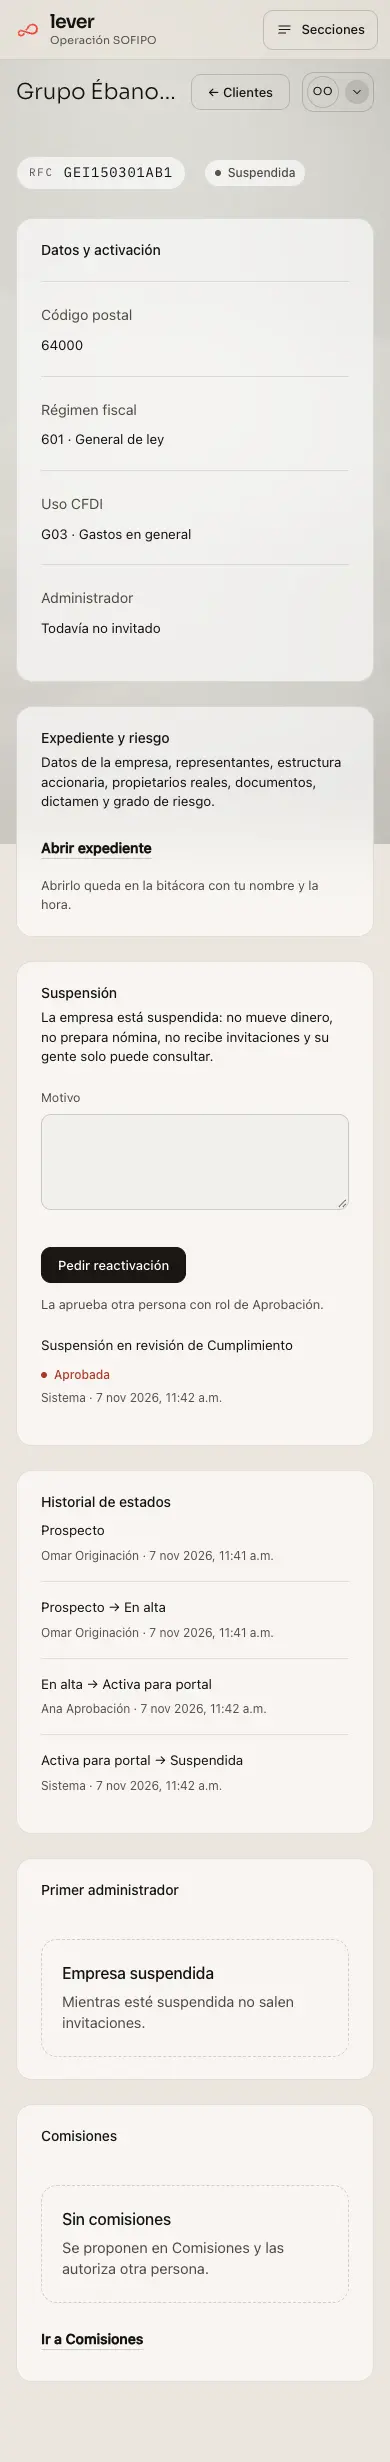 lever
Operación SOFIPO
Secciones
Grupo Ébano...
← Clientes
OO
RFC GEI150301AB1
Suspendida
Datos y activación
Código postal
64000
Régimen fiscal
601 · General de ley
Uso CFDI
G03 · Gastos en general
Administrador
Todavía no invitado
Expediente y riesgo
Datos de la empresa, representantes, estructura
accionaria, propietarios reales, documentos,
dictamen y grado de riesgo.
Abrir expediente
Abrirlo queda en la bitácora con tu nombre y la
hora.
Suspensión
La empresa está suspendida: no mueve dinero,
no prepara nómina, no recibe invitaciones y su
gente solo puede consultar.
Motivo
Pedir reactivación
La aprueba otra persona con rol de Aprobación.
Suspensión en revisión de Cumplimiento
Aprobada
Sistema · 7 nov 2026, 11:42 a.m.
Historial de estados
Prospecto
Omar Originación · 7 nov 2026, 11:41 a.m.
Prospecto → En alta
Omar Originación · 7 nov 2026, 11:41 a.m.
En alta → Activa para portal
Ana Aprobación · 7 nov 2026, 11:42 a.m.
Activa para portal → Suspendida
Sistema · 7 nov 2026, 11:42 a.m.
Primer administrador
Empresa suspendida
Mientras esté suspendida no salen
invitaciones.
Comisiones
Sin comisiones
Se proponen en Comisiones y las
autoriza otra persona.
Ir a Comisiones